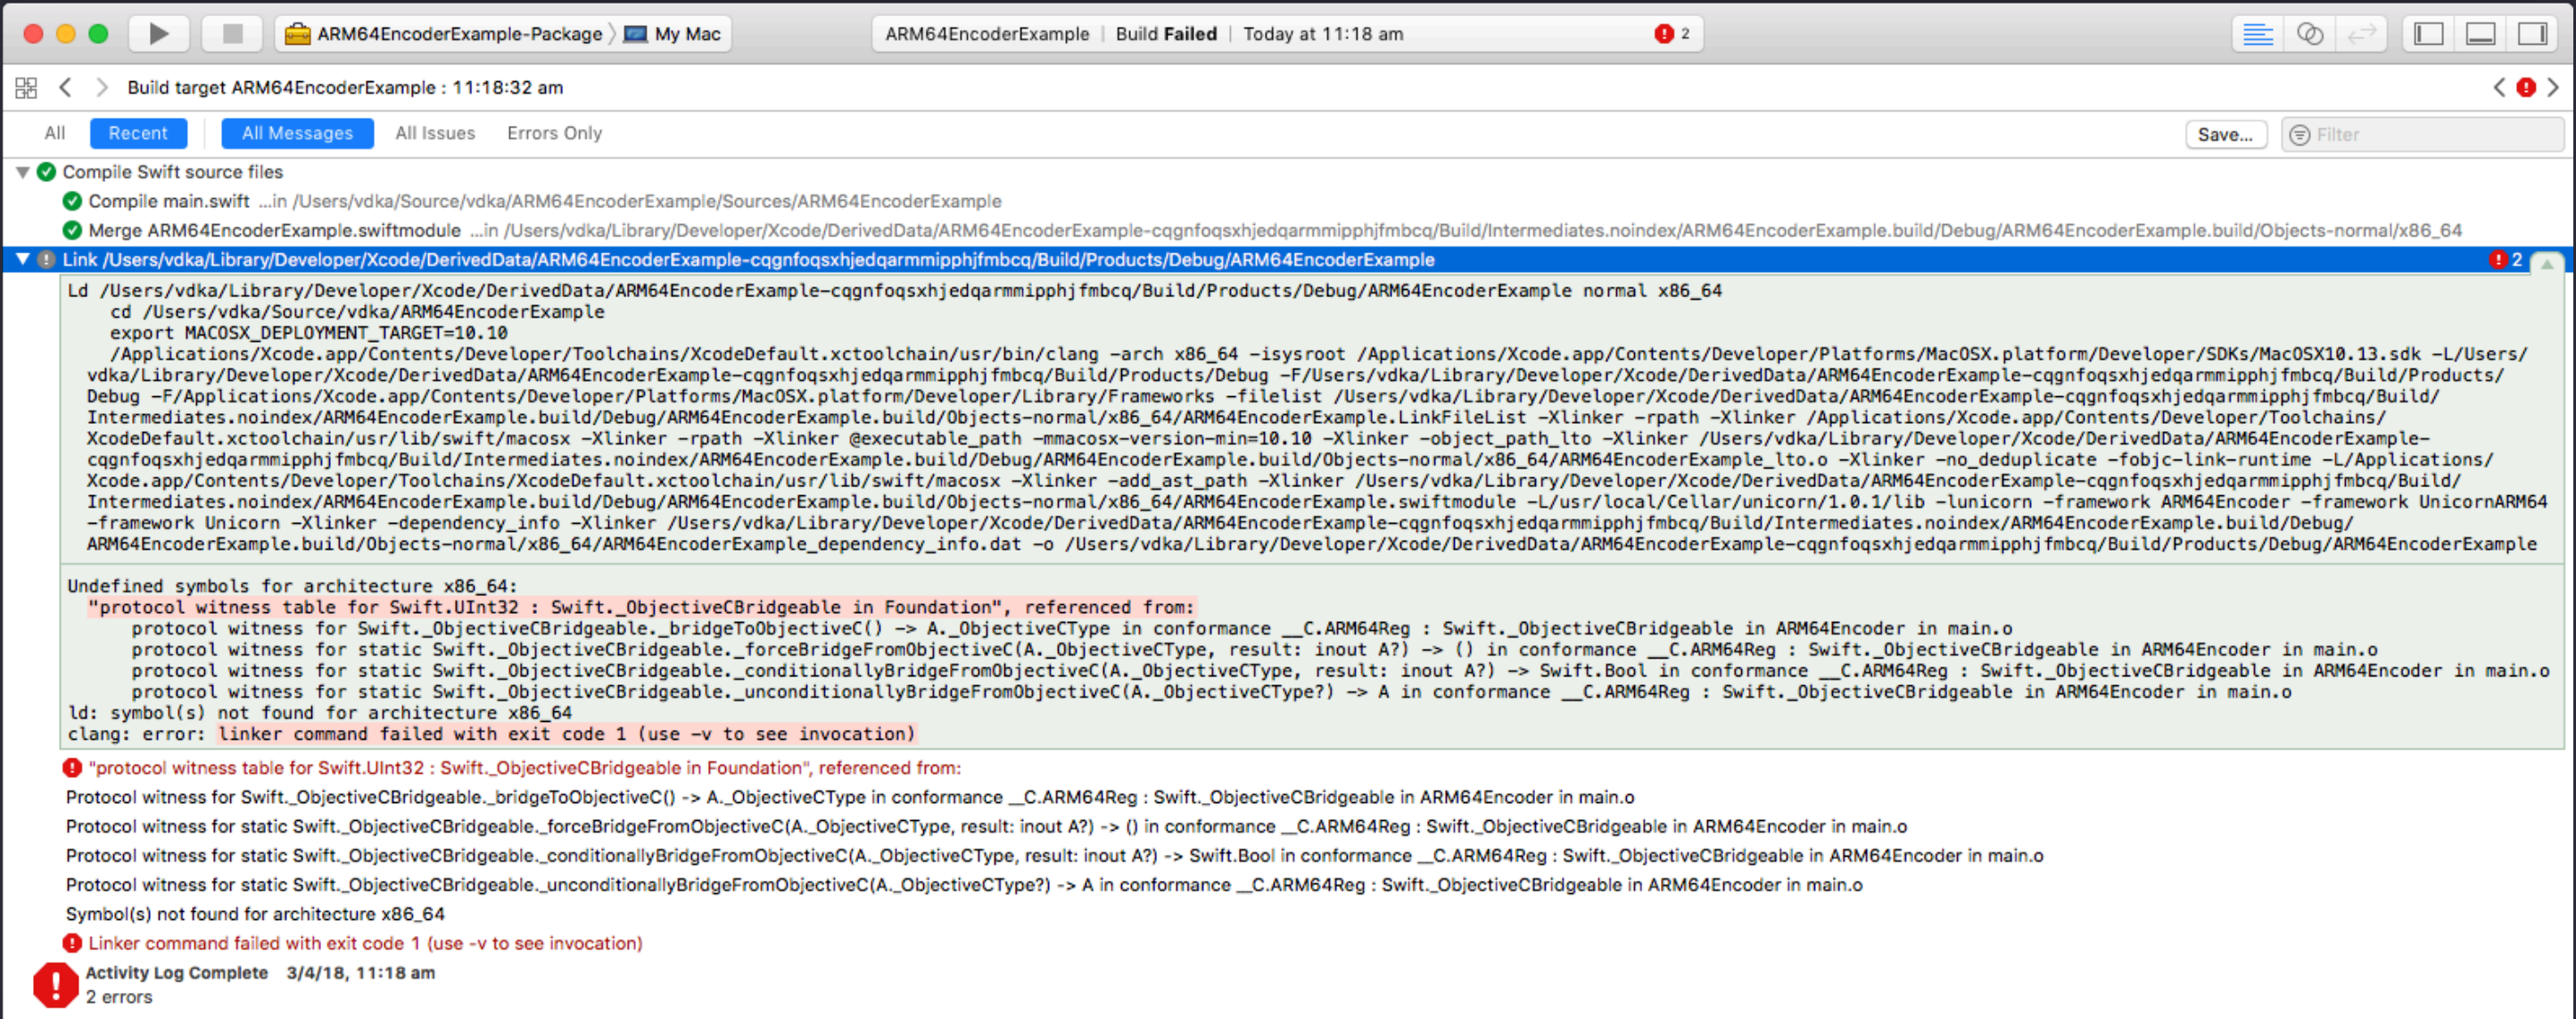 ARM64EncoderExample-Package My Mac ARM64EncoderExample | Build Failed | Today at 11:18 am 2
Build target ARM64EncoderExample : 11:18:32 am
All Recent All Messages All Issues Errors Only Save... Filter
Compile Swift source files
Compile main.swift ...in /Users/vdka/Source/vdka/ARM64EncoderExample/Sources/ARM64EncoderExample
Merge ARM64EncoderExample.swiftmodule ...in /Users/vdka/Library/Developer/Xcode/DerivedData/ARM64EncoderExample-cqgnfoqsxhjedqarmmipphjfmbcq/Build/Intermediates.noindex/ARM64EncoderExample.build/Debug/ARM64EncoderExample.build/Objects-normal/x86_64
Link /Users/vdka/Library/Developer/Xcode/DerivedData/ARM64EncoderExample-cqgnfoqsxhjedqarmmipphjfmbcq/Build/Products/Debug/ARM64EncoderExample 2
Ld /Users/vdka/Library/Developer/Xcode/DerivedData/ARM64EncoderExample-cqgnfoqsxhjedqarmmipphjfmbcq/Build/Products/Debug/ARM64EncoderExample normal x86_64
cd /Users/vdka/Source/vdka/ARM64EncoderExample
export MACOSX_DEPLOYMENT_TARGET=10.10
/Applications/Xcode.app/Contents/Developer/Toolchains/XcodeDefault.xctoolchain/usr/bin/clang -arch x86_64 -isysroot /Applications/Xcode.app/Contents/Developer/Platforms/MacOSX.platform/Developer/SDKs/MacOSX10.13.sdk -L/Users/
vdka/Library/Developer/Xcode/DerivedData/ARM64EncoderExample-cqgnfoqsxhjedqarmmipphjfmbcq/Build/Products/Debug -F/Users/vdka/Library/Developer/Xcode/DerivedData/ARM64EncoderExample-cqgnfoqsxhjedqarmmipphjfmbcq/Build/Products/
Debug -F/Applications/Xcode.app/Contents/Developer/Platforms/MacOSX.platform/Developer/Library/Frameworks -filelist /Users/vdka/Library/Developer/Xcode/DerivedData/ARM64EncoderExample-cqgnfoqsxhjedqarmmipphjfmbcq/Build/
Intermediates.noindex/ARM64EncoderExample.build/Debug/ARM64EncoderExample.build/Objects-normal/x86_64/ARM64EncoderExample.LinkFileList -Xlinker -rpath -Xlinker /Applications/Xcode.app/Contents/Developer/Toolchains/
XcodeDefault.xctoolchain/usr/lib/swift/macosx -Xlinker -rpath -Xlinker @executable_path -mmacosx-version-min=10.10 -Xlinker -object_path_lto -Xlinker /Users/vdka/Library/Developer/Xcode/DerivedData/ARM64EncoderExample-
cqgnfoqsxhjedqarmmipphjfmbcq/Build/Intermediates.noindex/ARM64EncoderExample.build/Debug/ARM64EncoderExample.build/Objects-normal/x86_64/ARM64EncoderExample_lto.o -Xlinker -no_deduplicate -fobjc-link-runtime -L/Applications/
Xcode.app/Contents/Developer/Toolchains/XcodeDefault.xctoolchain/usr/lib/swift/macosx -Xlinker -add_ast_path -Xlinker /Users/vdka/Library/Developer/Xcode/DerivedData/ARM64EncoderExample-cqgnfoqsxhjedqarmmipphjfmbcq/Build/
Intermediates.noindex/ARM64EncoderExample.build/Debug/ARM64EncoderExample.build/Objects-normal/x86_64/ARM64EncoderExample.swiftmodule -L/usr/local/Cellar/unicorn/1.0.1/lib -lunicorn -framework ARM64Encoder -framework UnicornARM64
-framework Unicorn -Xlinker -dependency_info -Xlinker /Users/vdka/Library/Developer/Xcode/DerivedData/ARM64EncoderExample-cqgnfoqsxhjedqarmmipphjfmbcq/Build/Intermediates.noindex/ARM64EncoderExample.build/Debug/
ARM64EncoderExample.build/Objects-normal/x86_64/ARM64EncoderExample_dependency_info.dat -o /Users/vdka/Library/Developer/Xcode/DerivedData/ARM64EncoderExample-cqgnfoqsxhjedqarmmipphjfmbcq/Build/Products/Debug/ARM64EncoderExample
Undefined symbols for architecture x86_64:
"protocol witness table for Swift.UInt32 : Swift._ObjectiveCBridgeable in Foundation", referenced from:
protocol witness for Swift._ObjectiveCBridgeable._bridgeToObjectiveC() -> A._ObjectiveCType in conformance __C.ARM64Reg : Swift._ObjectiveCBridgeable in ARM64Encoder in main.o
protocol witness for static Swift._ObjectiveCBridgeable._forceBridgeFromObjectiveC(A._ObjectiveCType, result: inout A?) -> () in conformance __C.ARM64Reg : Swift._ObjectiveCBridgeable in ARM64Encoder in main.o
protocol witness for static Swift._ObjectiveCBridgeable._conditionallyBridgeFromObjectiveC(A._ObjectiveCType, result: inout A?) -> Swift.Bool in conformance __C.ARM64Reg : Swift._ObjectiveCBridgeable in ARM64Encoder in main.o
protocol witness for static Swift._ObjectiveCBridgeable._unconditionallyBridgeFromObjectiveC(A._ObjectiveCType?) -> A in conformance __C.ARM64Reg : Swift._ObjectiveCBridgeable in ARM64Encoder in main.o
ld: symbol(s) not found for architecture x86_64
clang: error: linker command failed with exit code 1 (use -v to see invocation)
"protocol witness table for Swift.UInt32 : Swift._ObjectiveCBridgeable in Foundation", referenced from:
Protocol witness for Swift._ObjectiveCBridgeable._bridgeToObjectiveC() -> A._ObjectiveCType in conformance __C.ARM64Reg : Swift._ObjectiveCBridgeable in ARM64Encoder in main.o
Protocol witness for static Swift._ObjectiveCBridgeable._forceBridgeFromObjectiveC(A._ObjectiveCType, result: inout A?) -> () in conformance __C.ARM64Reg : Swift._ObjectiveCBridgeable in ARM64Encoder in main.o
Protocol witness for static Swift._ObjectiveCBridgeable._conditionallyBridgeFromObjectiveC(A._ObjectiveCType, result: inout A?) -> Swift.Bool in conformance __C.ARM64Reg : Swift._ObjectiveCBridgeable in ARM64Encoder in main.o
Protocol witness for static Swift._ObjectiveCBridgeable._unconditionallyBridgeFromObjectiveC(A._ObjectiveCType?) -> A in conformance __C.ARM64Reg : Swift._ObjectiveCBridgeable in ARM64Encoder in main.o
Symbol(s) not found for architecture x86_64
Linker command failed with exit code 1 (use -v to see invocation)
Activity Log Complete 3/4/18, 11:18 am
2 errors